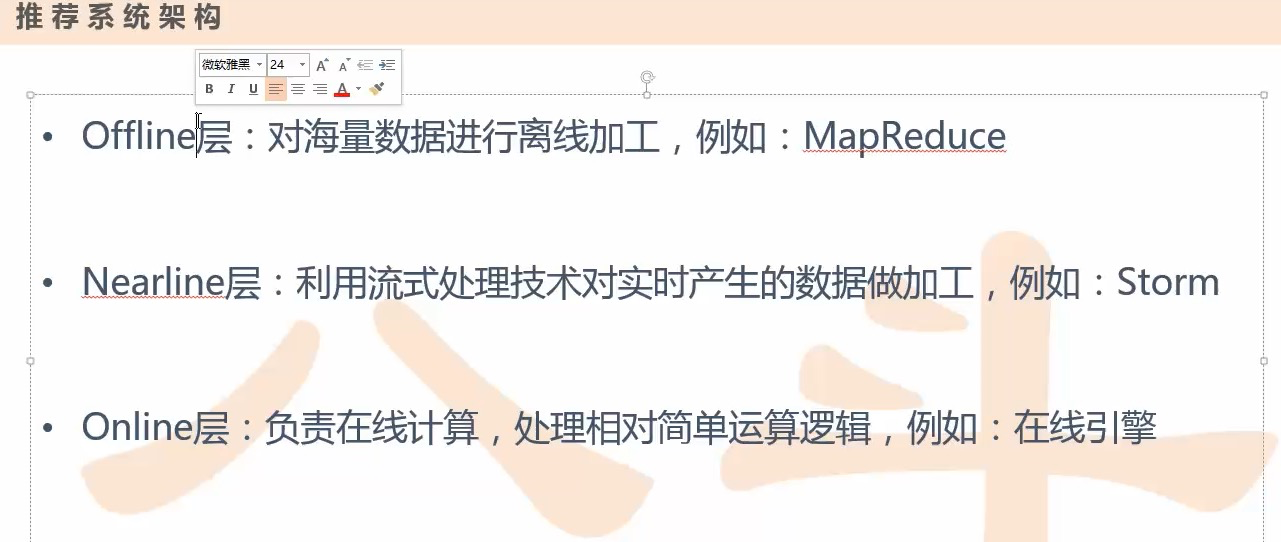 推荐系统架构
微软雅黑 24
B I U A
• Offline层：对海量数据进行离线加工，例如：MapReduce
• Nearline层：利用流式处理技术对实时产生的数据做加工，例如：Storm
• Online层：负责在线计算，处理相对简单运算逻辑，例如：在线引擎
八斗